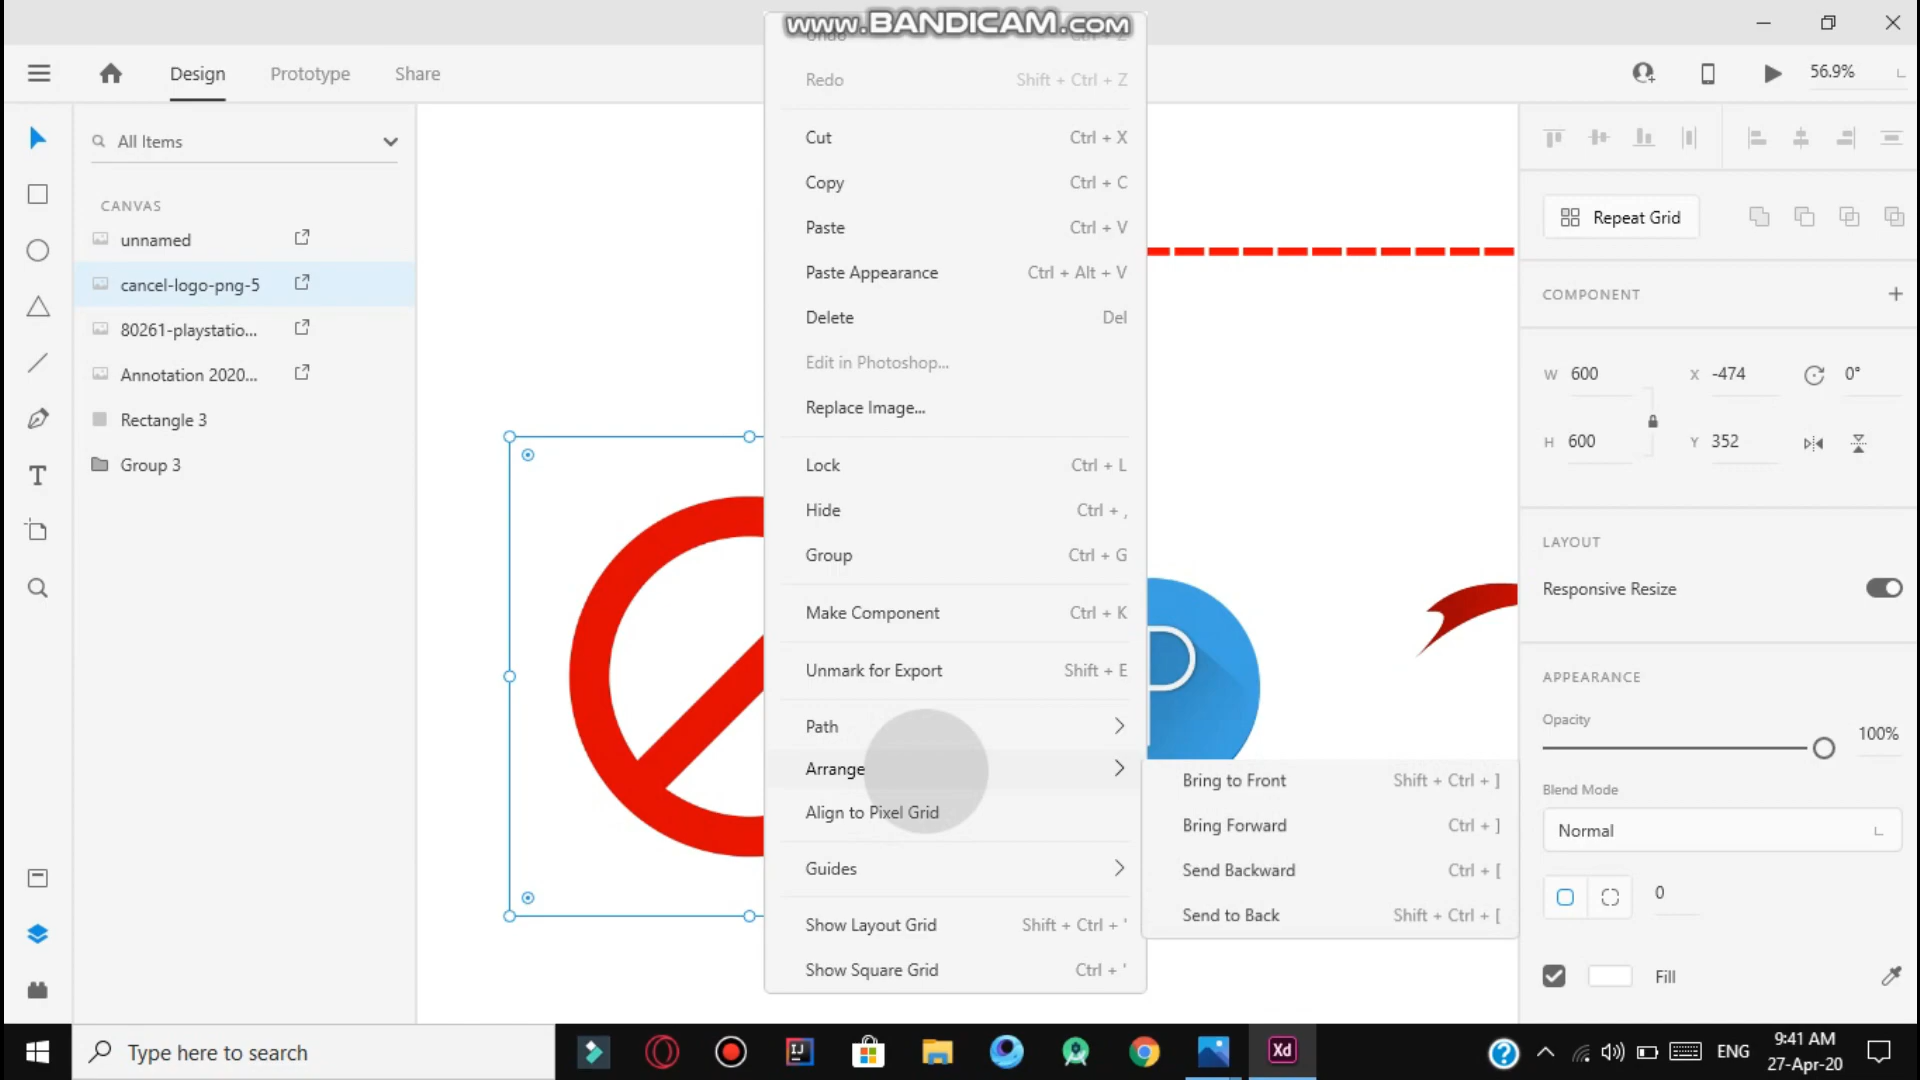 www.BANDICAM.com
Undo Ctrl + Z
Redo Shift + Ctrl + Z
Design Prototype Share
56.9%
All Items
CANVAS
unnamed
cancel-logo-png-5
80261-playstatio...
Annotation 2020...
Rectangle 3
Group 3
Cut Ctrl + X
Copy Ctrl + C
Paste Ctrl + V
Paste Appearance Ctrl + Alt + V
Delete Del
Edit in Photoshop...
Replace Image...
Lock Ctrl + L
Hide Ctrl + ,
Group Ctrl + G
Make Component Ctrl + K
Unmark for Export Shift + E
Path
Arrange
Align to Pixel Grid
Guides
Show Layout Grid Shift + Ctrl + '
Show Square Grid Ctrl + '
Bring to Front Shift + Ctrl + ]
Bring Forward Ctrl + ]
Send Backward Ctrl + [
Send to Back Shift + Ctrl + [
P
Repeat Grid
COMPONENT
W 600 X -474 0°
H 600 Y 352
LAYOUT
Responsive Resize
APPEARANCE
Opacity
100%
Blend Mode
Normal
0
Fill
Type here to search
IJ
Xd
ENG
9:41 AM
27-Apr-20